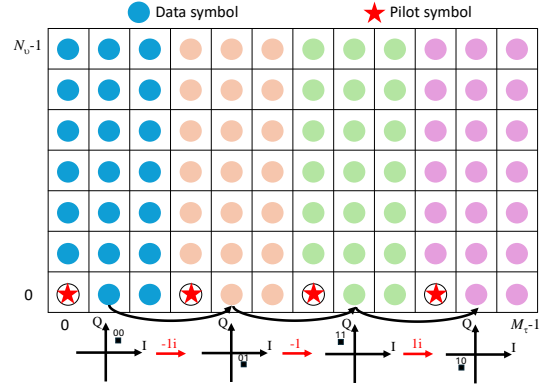 Data symbol Pilot symbol
N_υ-1
0
0 M_τ-1
Q 00 I -1i Q 01 I -1 Q 11 I 1i Q 10 I